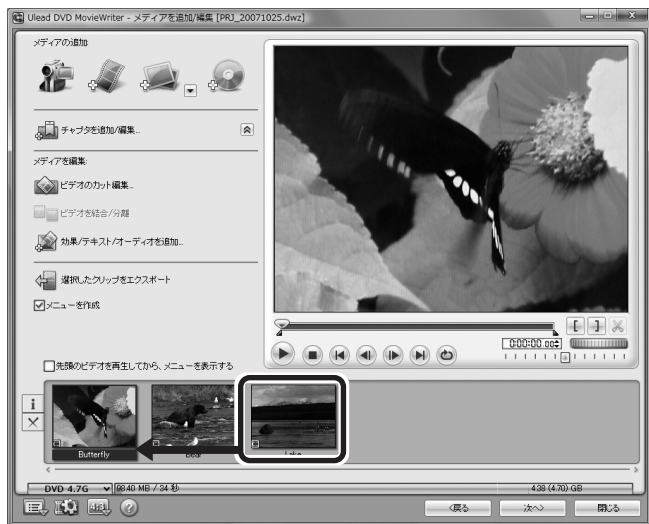 Ulead DVD MovieWriter - メディアを追加/編集 [PRJ_20071025.dwz]
メディアの追加:
チャプタを追加/編集...
メディアを編集:
ビデオのカット編集...
ビデオを結合/分離
効果/テキスト/オーディオを追加...
選択したクリップをエクスポート
メニューを作成
0:00:00.00
先頭のビデオを再生してから、メニューを表示する
Butterfly
Bear
Lake
DVD 4.7G
98.40 MB / 34 秒
4.38 (4.70) GB
<戻る
次へ>
閉じる